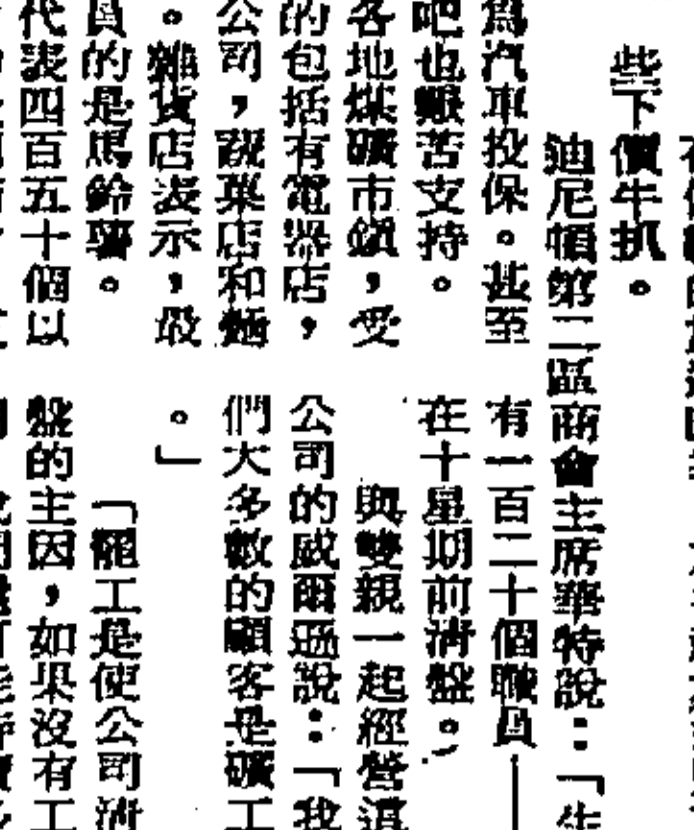 些下價牛扒。
迪尼頓第二區商會主席華特說：「生
爲汽車投保。甚至
吧也艱苦支持。
各地煤礦市鎮，受
的包括有電器店，
公司，蔬菜店和麵
。雜貨店表示，最
的是馬鈴薯。
代表四百五十個以
有一百二十個職員——
在十星期前清盤。
與雙親一起經營這
公司的威爾遜說：「我
們大多數的顧客是礦工
。」
「罷工是使公司清
盤的主因，如果沒有工